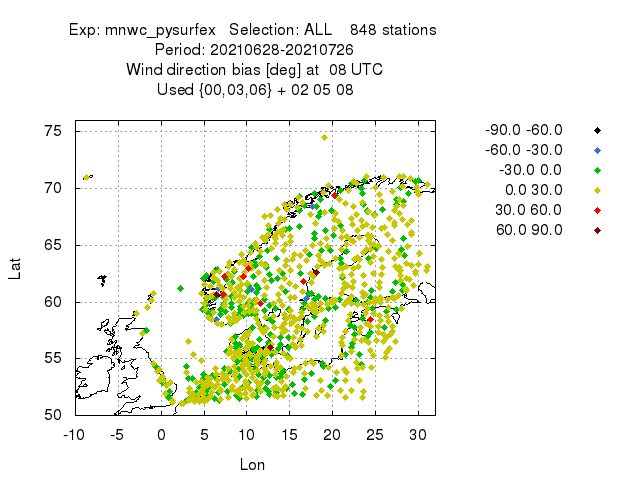 Exp: mnwc_pysurfex   Selection: ALL    848 stations
Period: 20210628-20210726
Wind direction bias [deg] at  08 UTC
Used {00,03,06} + 02 05 08
-90.0 -60.0
-60.0 -30.0
-30.0 0.0
0.0 30.0
30.0 60.0
60.0 90.0
75
70
65
60
55
50
Lat
-10 -5 0 5 10 15 20 25 30
Lon